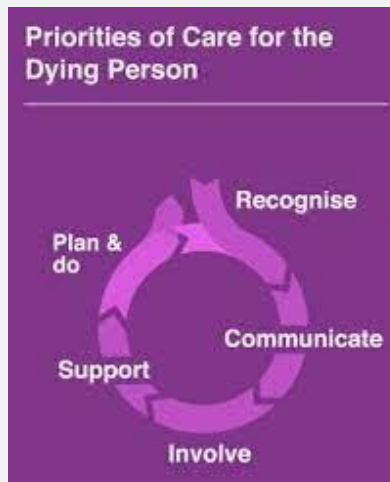 Priorities of Care for the
Dying Person
Recognise
Communicate
Involve
Support
Plan &
do